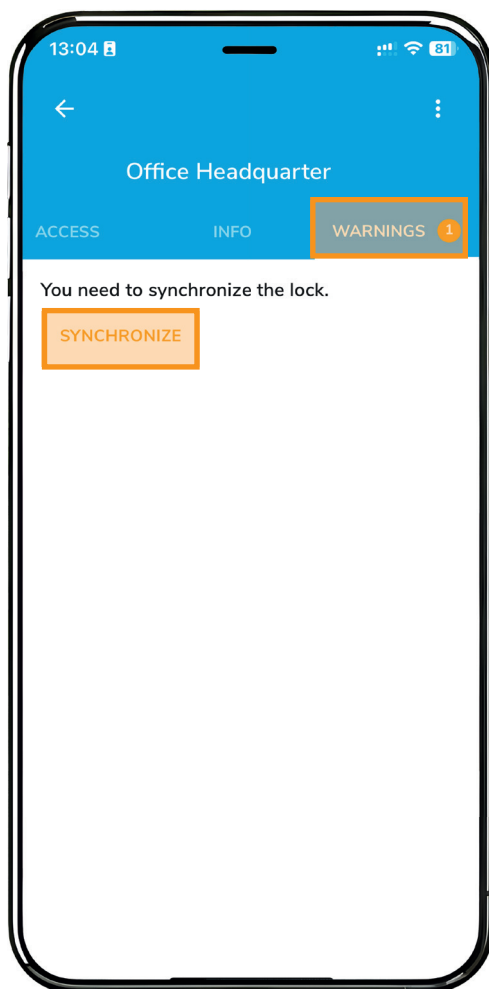 13:04
81
Office Headquarter
ACCESS INFO WARNINGS 1
You need to synchronize the lock.
SYNCHRONIZE